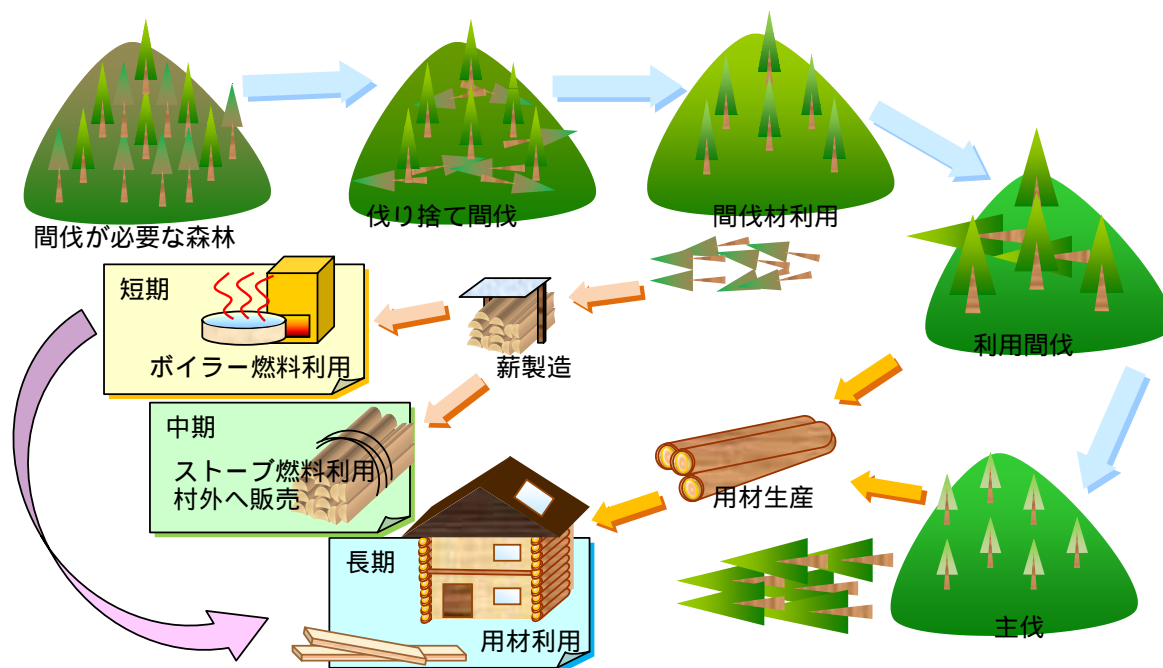 間伐が必要な森林
伐り捨て間伐
間伐材利用
利用間伐
短期
ボイラー燃料利用
薪製造
中期
ストーブ燃料利用
村外へ販売
用材生産
長期
用材利用
主伐